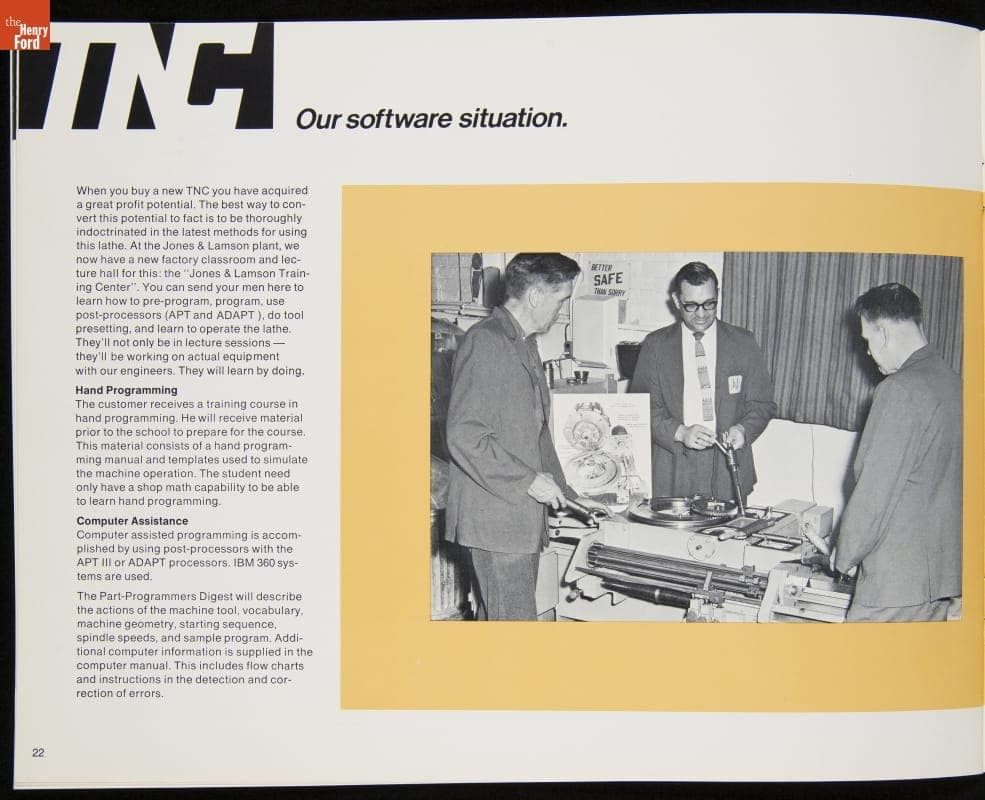 the
Henry
Ford
TNC
Our software situation.
When you buy a new TNC you have acquired
a great profit potential. The best way to con-
vert this potential to fact is to be thoroughly
indoctrinated in the latest methods for using
this lathe. At the Jones & Lamson plant, we
now have a new factory classroom and lec-
ture hall for this: the "Jones & Lamson Train-
ing Center". You can send your men here to
learn how to pre-program, program, use
post-processors (APT and ADAPT ), do tool
presetting, and learn to operate the lathe.
They'll not only be in lecture sessions —
they'll be working on actual equipment
with our engineers. They will learn by doing.
Hand Programming
The customer receives a training course in
hand programming. He will receive material
prior to the school to prepare for the course.
This material consists of a hand program-
ming manual and templates used to simulate
the machine operation. The student need
only have a shop math capability to be able
to learn hand programming.
Computer Assistance
Computer assisted programming is accom-
plished by using post-processors with the
APT III or ADAPT processors. IBM 360 sys-
tems are used.
The Part-Programmers Digest will describe
the actions of the machine tool, vocabulary,
machine geometry, starting sequence,
spindle speeds, and sample program. Addi-
tional computer information is supplied in the
computer manual. This includes flow charts
and instructions in the detection and cor-
rection of errors.
BETTER
SAFE
THAN SORRY
22